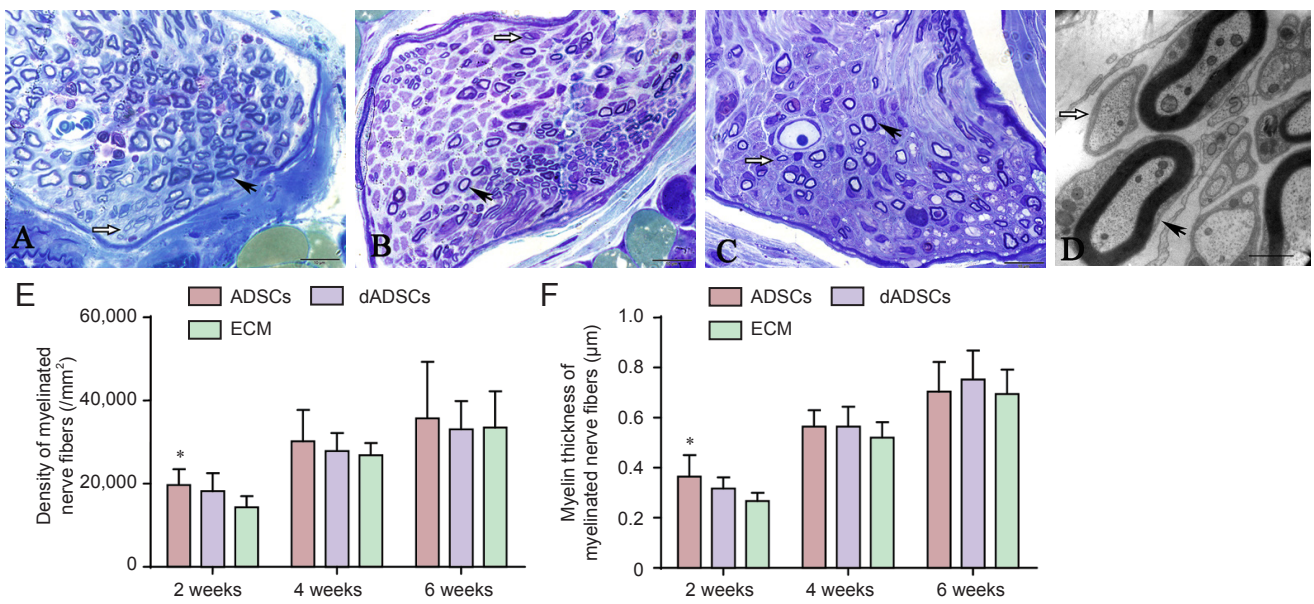 A
B
C
D
E
ADSCs
dADSCs
ECM
Density of myelinated
nerve fibers (/mm²)
60,000
40,000
20,000
0
*
2 weeks
4 weeks
6 weeks
F
ADSCs
dADSCs
ECM
Myelin thickness of
myelinated nerve fibers (μm)
1.0
0.8
0.6
0.4
0.2
0
*
2 weeks
4 weeks
6 weeks